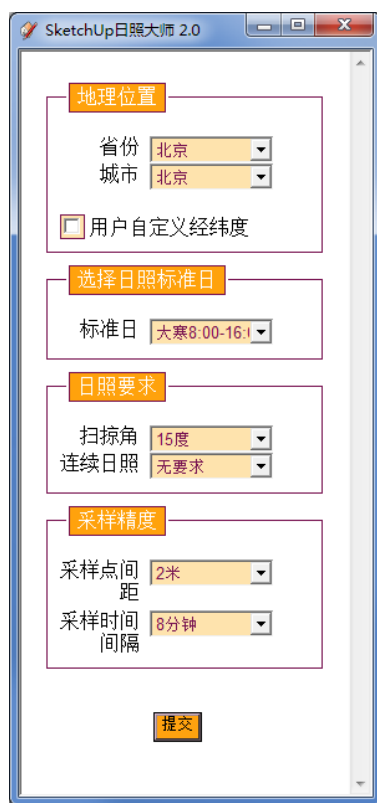 SketchUp日照大师 2.0
地理位置
省份 北京
城市 北京
用户自定义经纬度
选择日照标准日
标准日 大寒8:00-16:
日照要求
扫掠角 15度
连续日照 无要求
采样精度
采样点间 2米
距
采样时间 8分钟
间隔
提交